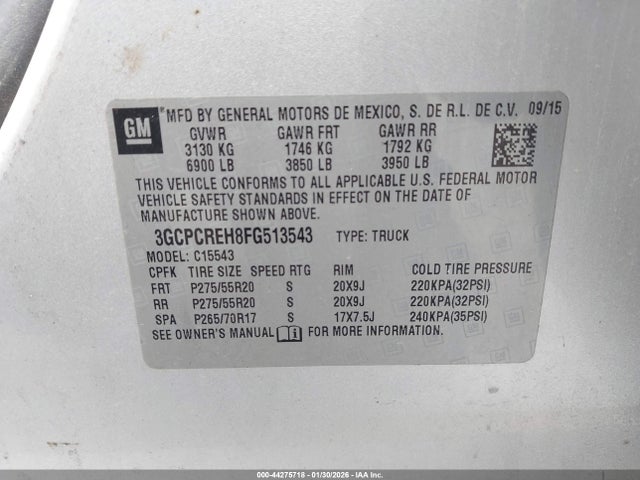 GM
*MFD BY GENERAL MOTORS DE MEXICO, S. DE R.L. DE C.V. 09/15
GVWR GAWR FRT GAWR RR
3130 KG 1746 KG 1792 KG
6900 LB 3850 LB 3950 LB
THIS VEHICLE CONFORMS TO ALL APPLICABLE U.S. FEDERAL MOTOR
VEHICLE SAFETY STANDARDS IN EFFECT ON THE DATE OF
MANUFACTURE SHOWN ABOVE.
3GCPCREH8FG513543 TYPE: TRUCK
MODEL: C15543
CPFK TIRE SIZE SPEED RTG RIM COLD TIRE PRESSURE
FRT P275/55R20 S 20X9J 220KPA(32PSI)
RR P275/55R20 S 20X9J 220KPA(32PSI)
SPA P265/70R17 S 17X7.5J 240KPA(35PSI)
SEE OWNER'S MANUAL i FOR MORE INFORMATION.
000-44275718 - 01/30/2026 - IAAI.COM